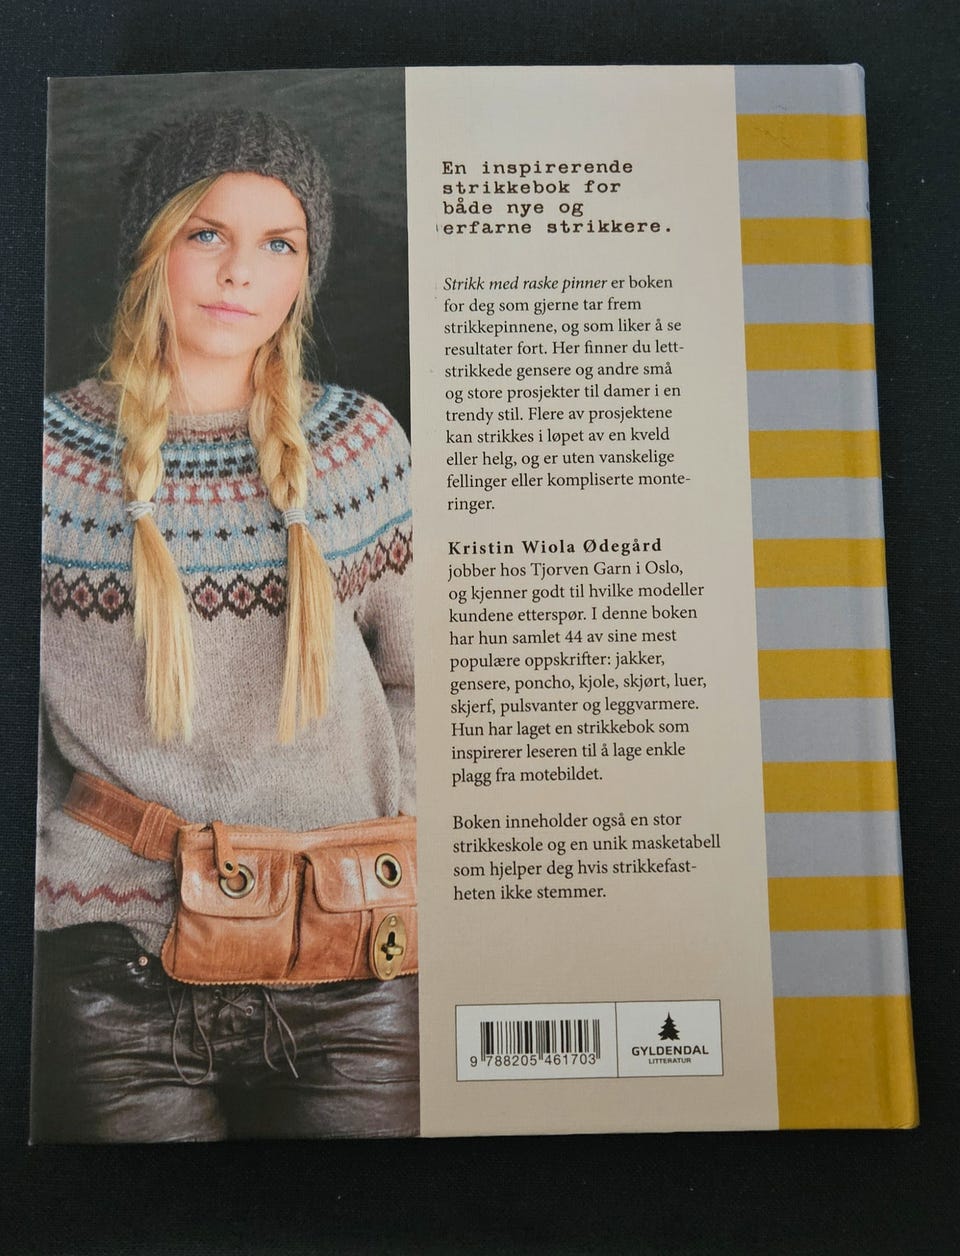 En inspirerende
strikkebok for
både nye og
erfarne strikkere.
Strikk med raske pinner er boken
for deg som gjerne tar frem
strikkepinnene, og som liker å se
resultater fort. Her finner du lett-
strikkede gensere og andre små
og store prosjekter til damer i en
trendy stil. Flere av prosjektene
kan strikkes i løpet av en kveld
eller helg, og er uten vanskelige
fellinger eller kompliserte monte-
ringer.
Kristin Wiola Ødegård
jobber hos Tjorven Garn i Oslo,
og kjenner godt til hvilke modeller
kundene etterspør. I denne boken
har hun samlet 44 av sine mest
populære oppskrifter: jakker,
gensere, poncho, kjole, skjørt, luer,
skjerf, pulsvanter og leggvarmere.
Hun har laget en strikkebok som
inspirerer leseren til å lage enkle
plagg fra motebildet.
Boken inneholder også en stor
strikkeskole og en unik masketabell
som hjelper deg hvis strikkefast-
heten ikke stemmer.
9 788205 461703
GYLDENDAL
LITTERATUR